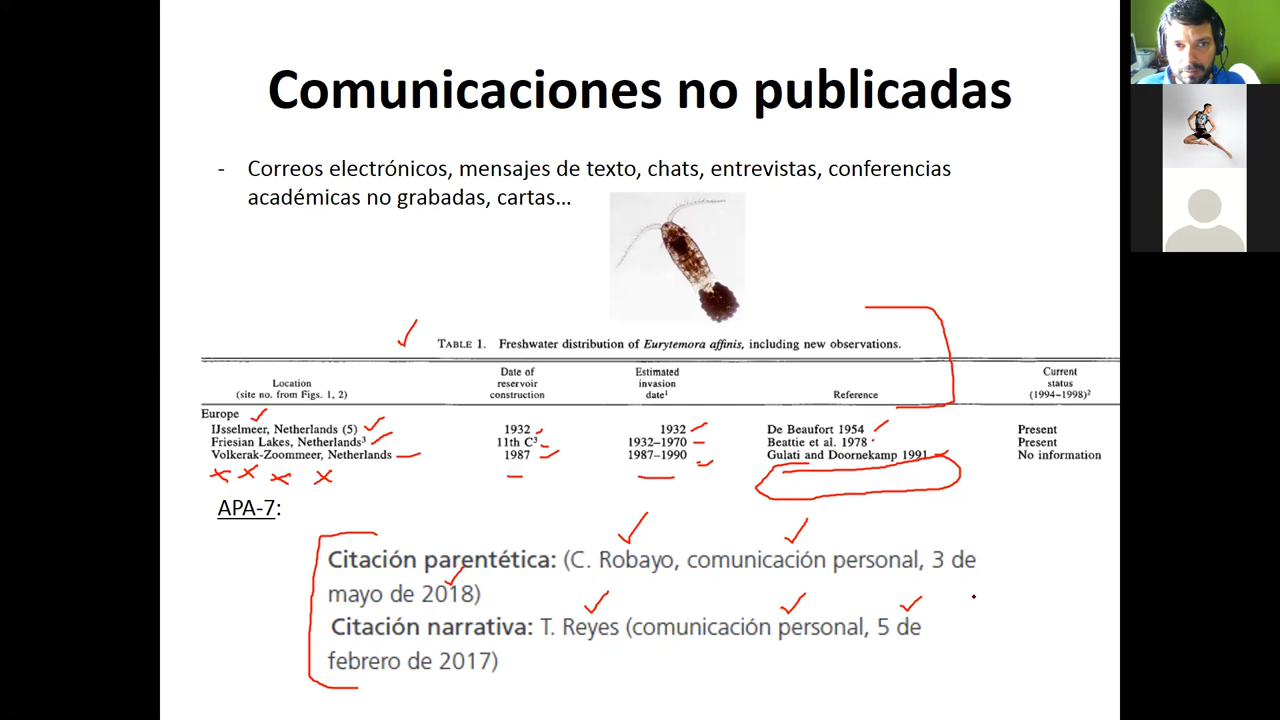 Comunicaciones no publicadas
- Correos electrónicos, mensajes de texto, chats, entrevistas, conferencias
académicas no grabadas, cartas…
TABLE 1. Freshwater distribution of Eurytemora affinis, including new observations.
Location (site no. from Figs. 1, 2) Date of reservoir construction Estimated invasion date¹ Reference Current status (1994–1998)²
Europe
IJsselmeer, Netherlands (5) 1932 1932 De Beaufort 1954 Present
Friesian Lakes, Netherlands³ 11th C³ 1932–1970 Beattie et al. 1978 Present
Volkerak-Zoommeer, Netherlands 1987 1987–1990 Gulati and Doornekamp 1991 No information
x x x x
APA-7:
Citación parentética: (C. Robayo, comunicación personal, 3 de
mayo de 2018)
Citación narrativa: T. Reyes (comunicación personal, 5 de
febrero de 2017)